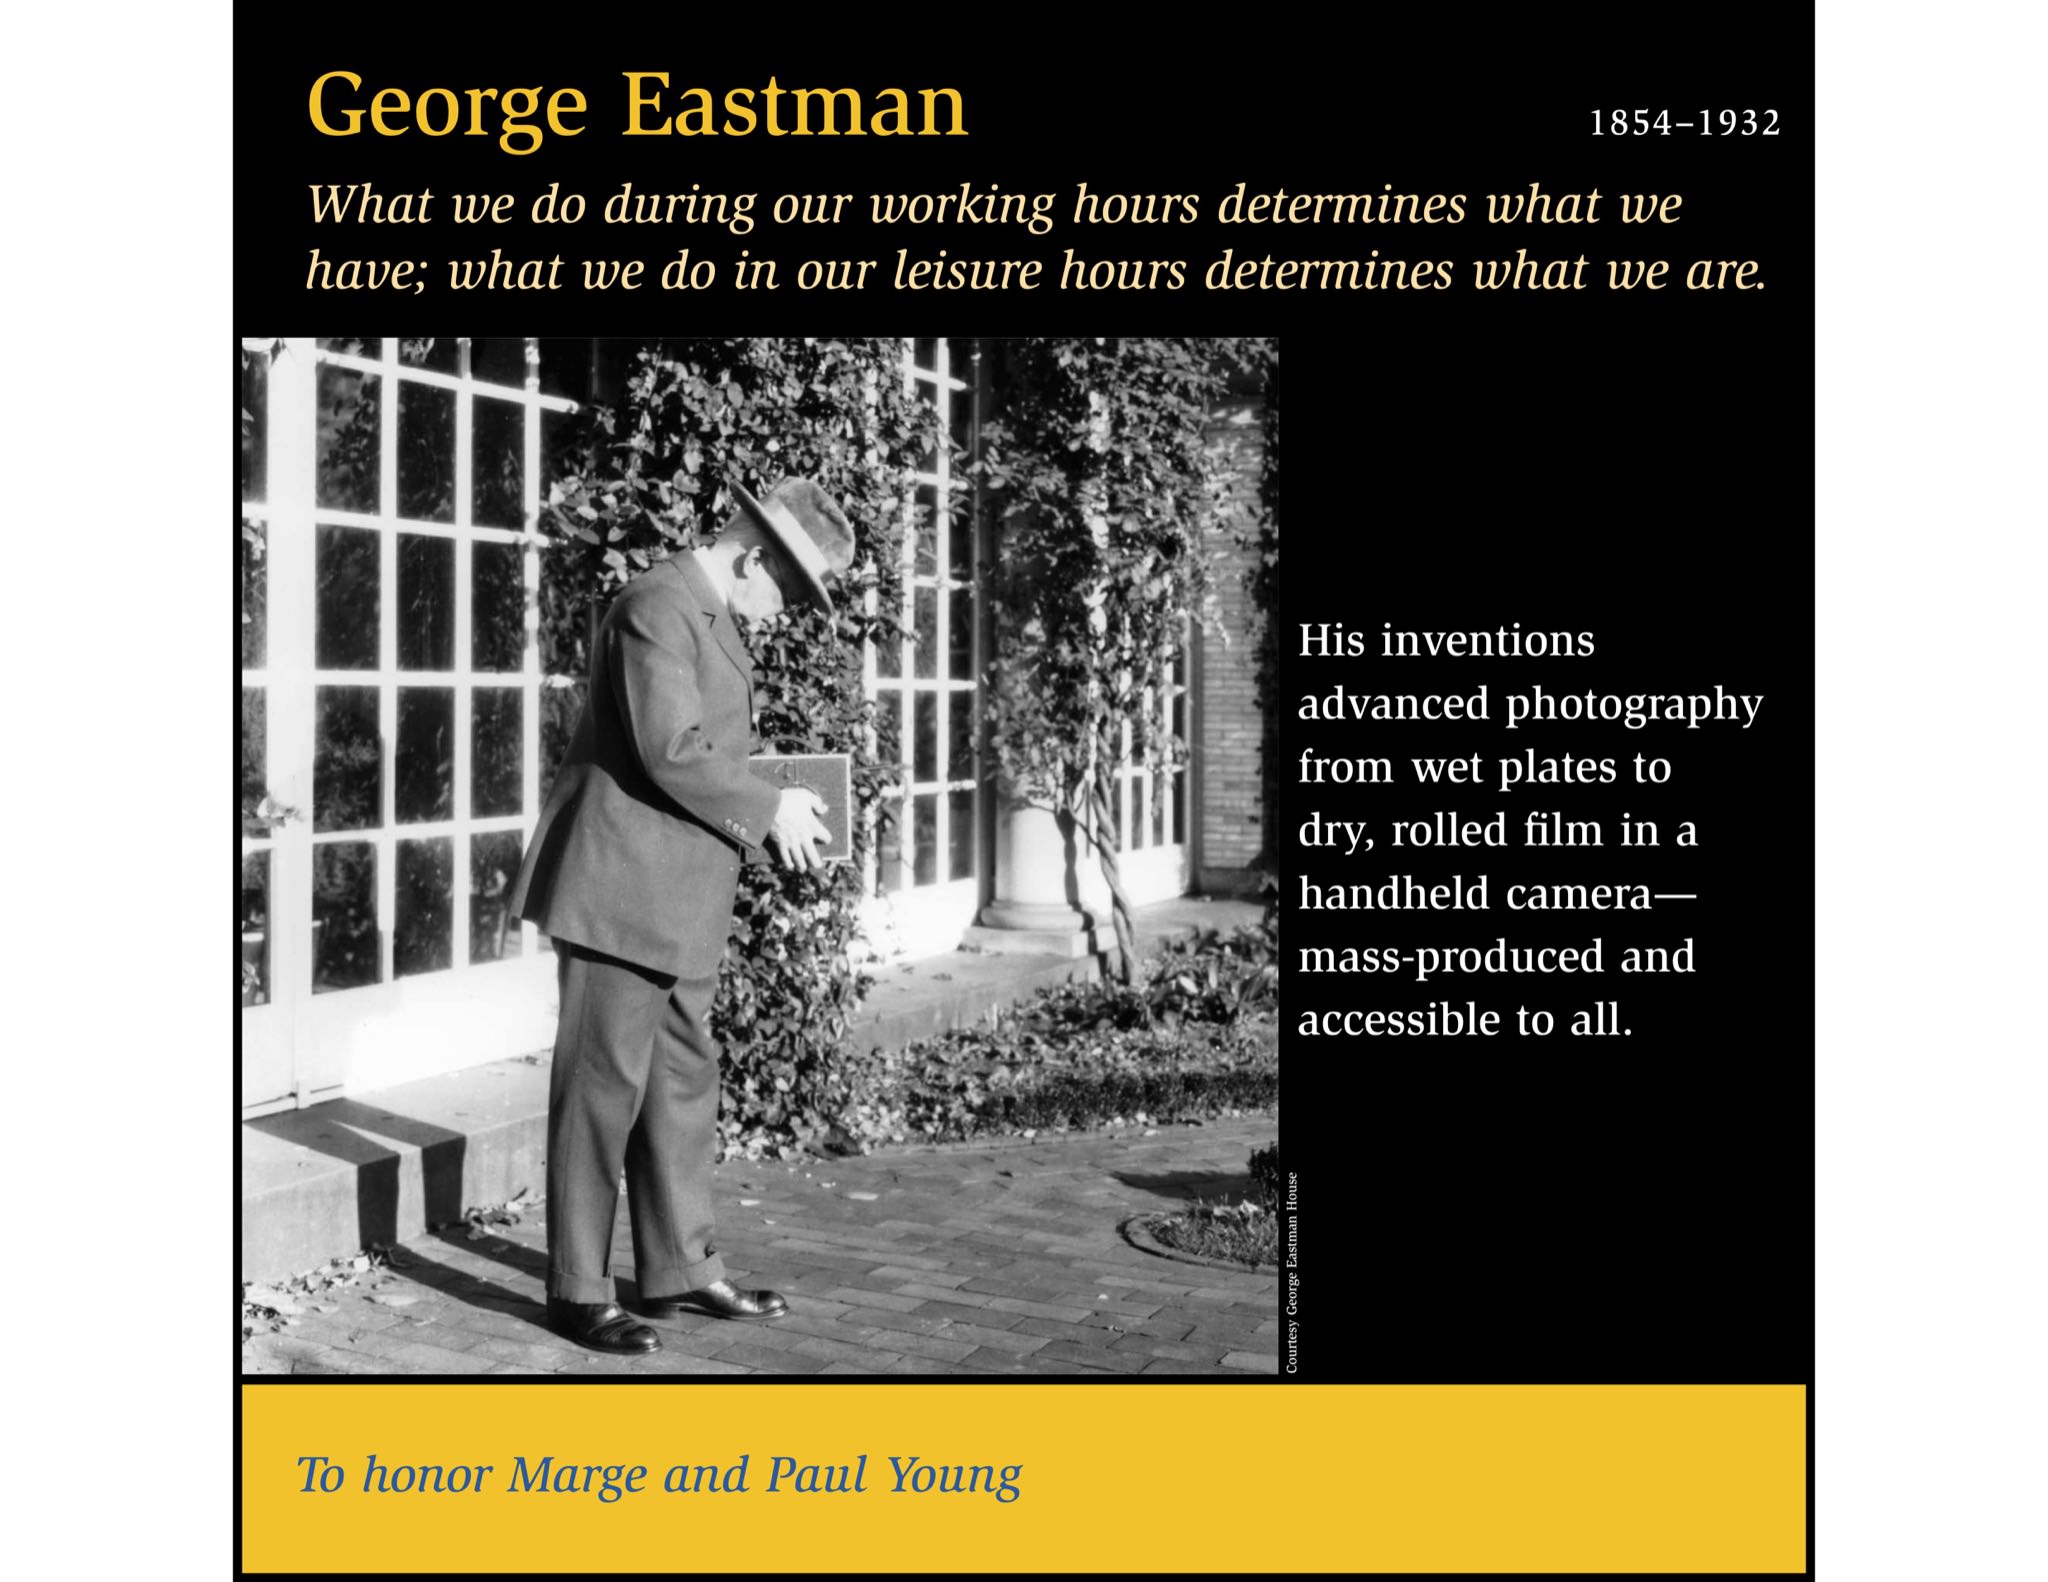 George Eastman
1854–1932
What we do during our working hours determines what we
have; what we do in our leisure hours determines what we are.
His inventions
advanced photography
from wet plates to
dry, rolled film in a
handheld camera—
mass-produced and
accessible to all.
Courtesy George Eastman House
To honor Marge and Paul Young